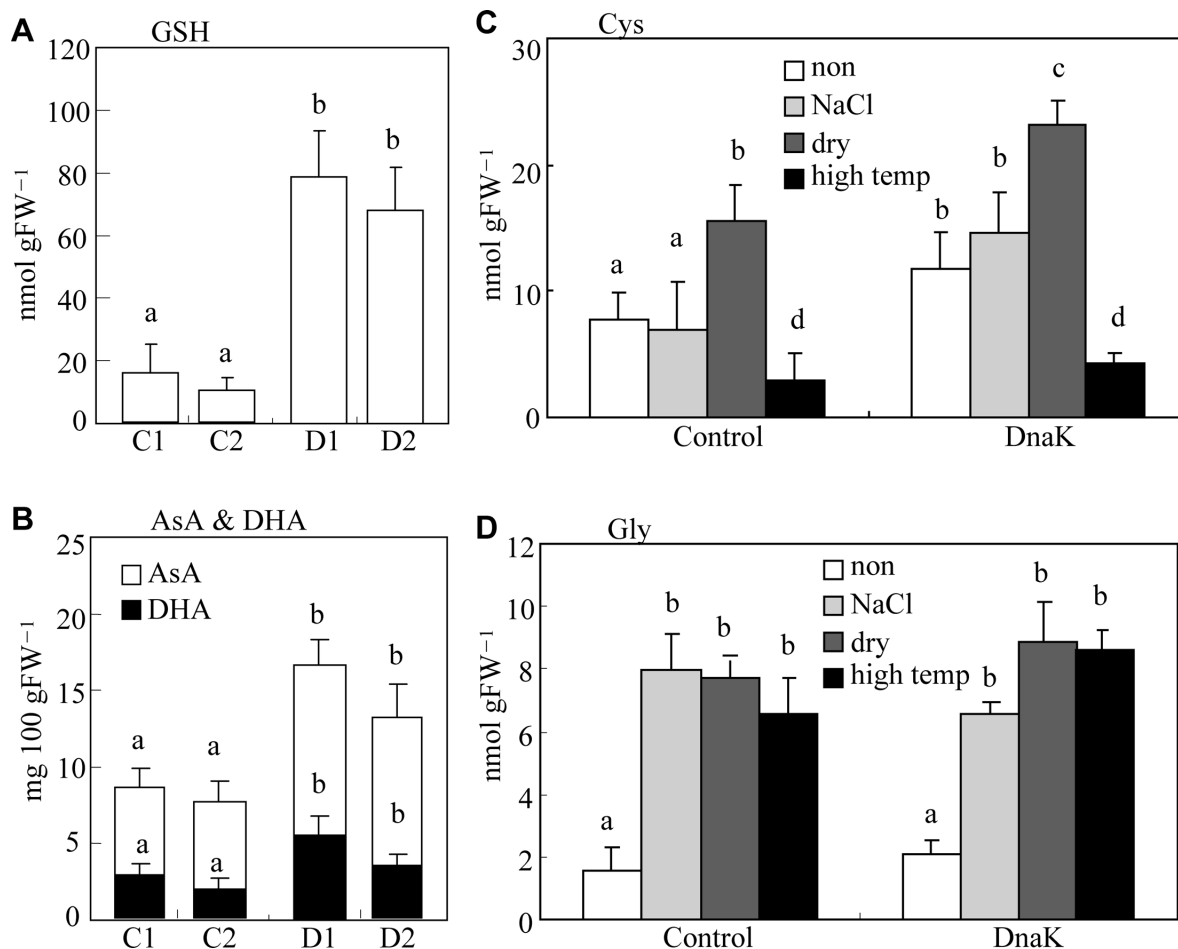 A GSH
120
100
80
60
40
20
0
nmol gFW⁻¹
a a b b
C1 C2 D1 D2
B AsA & DHA
25
20
15
10
5
0
mg 100 gFW⁻¹
AsA
DHA
a a b b
a a b b
C1 C2 D1 D2
C Cys
30
20
10
0
nmol gFW⁻¹
non
NaCl
dry
high temp
a a b d b b c d
Control DnaK
D Gly
12
10
8
6
4
2
0
nmol gFW⁻¹
non
NaCl
dry
high temp
a b b b a b b b
Control DnaK